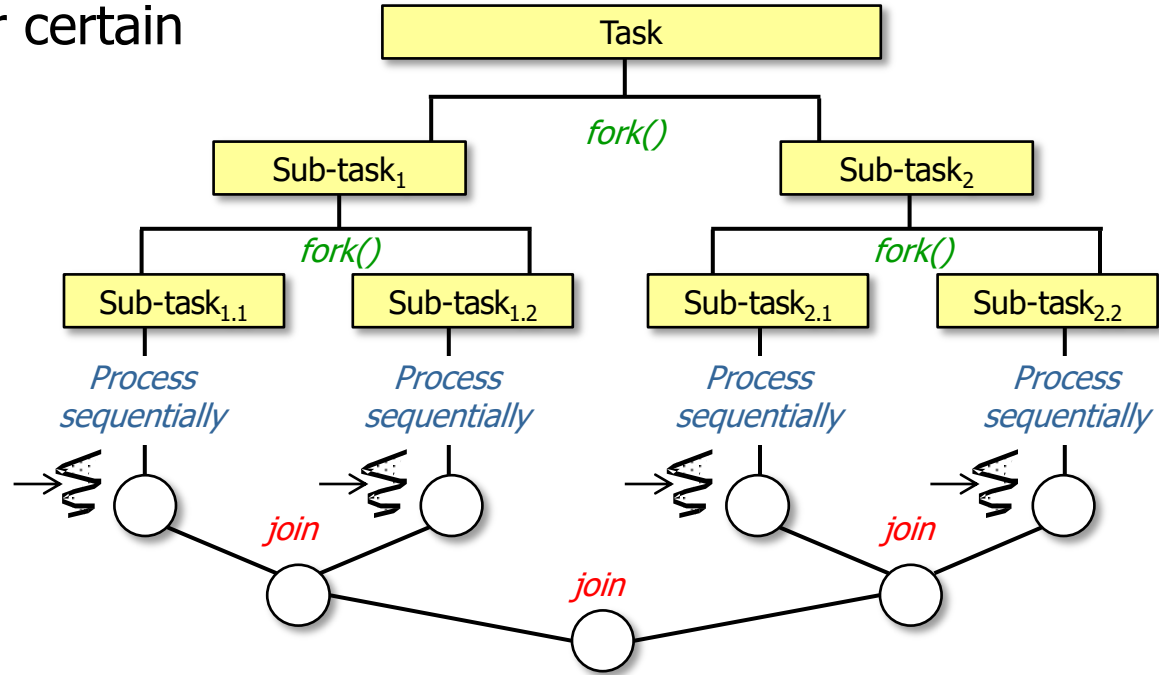 r certain
Task
fork()
Sub-task₁
Sub-task₂
fork()
fork()
Sub-task₁.₁
Sub-task₁.₂
Sub-task₂.₁
Sub-task₂.₂
Process
sequentially
Process
sequentially
Process
sequentially
Process
sequentially
join
join
join